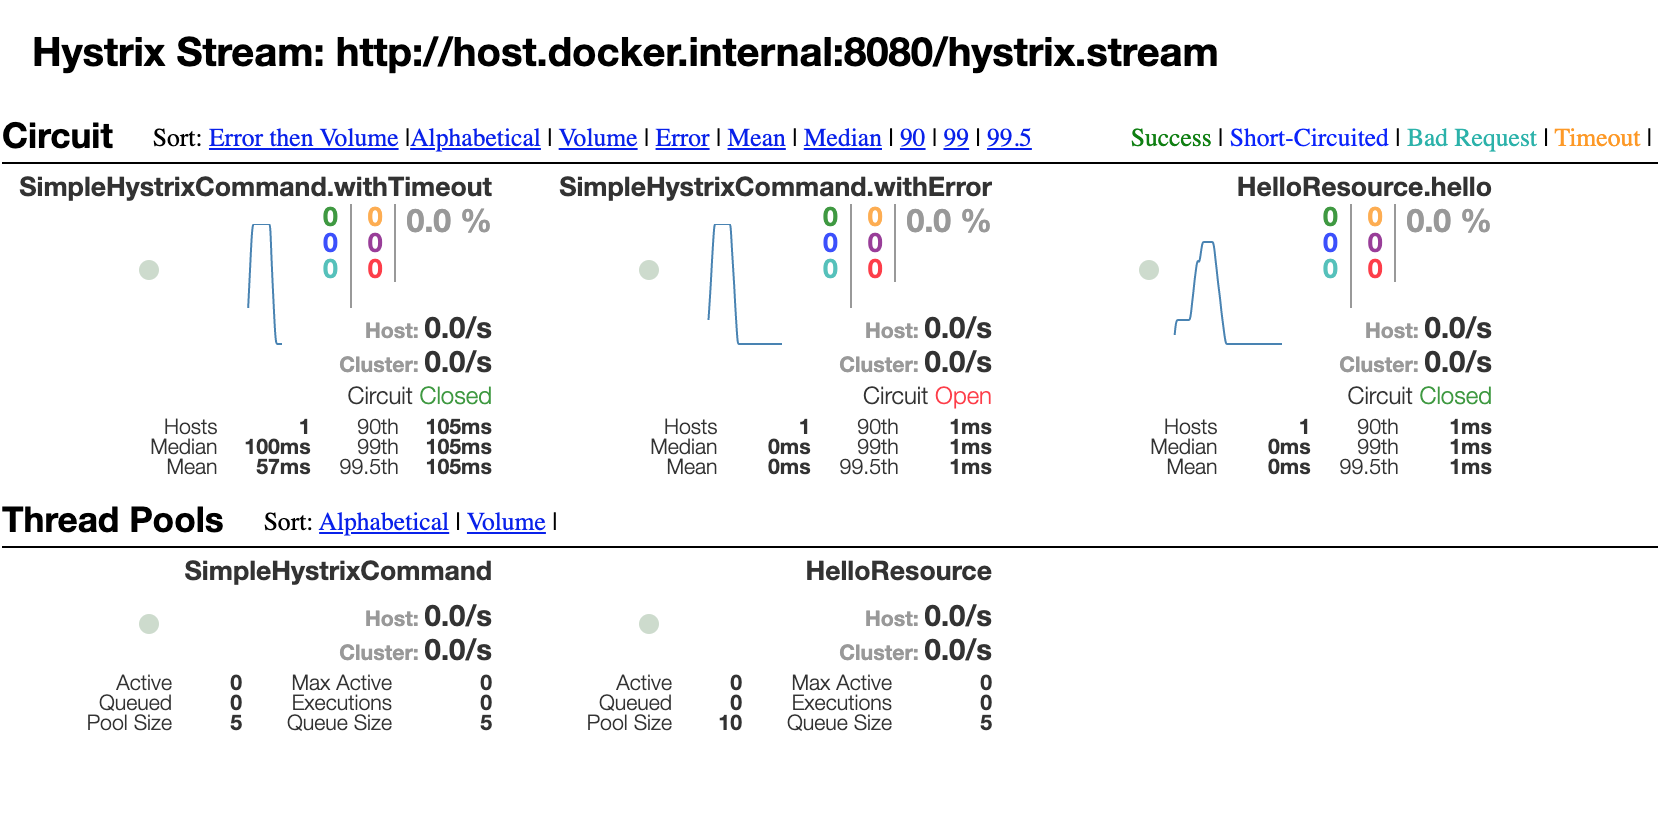 Hystrix Stream: http://host.docker.internal:8080/hystrix.stream
Circuit Sort: Error then Volume |Alphabetical | Volume | Error | Mean | Median | 90 | 99 | 99.5 Success | Short-Circuited | Bad Request | Timeout |
SimpleHystrixCommand.withTimeout SimpleHystrixCommand.withError HelloResource.hello
0 0 0.0 % 0 0 0.0 % 0 0 0.0 %
0 0 0 0 0 0
0 0 0 0 0 0
Host: 0.0/s Host: 0.0/s Host: 0.0/s
Cluster: 0.0/s Cluster: 0.0/s Cluster: 0.0/s
Circuit Closed Circuit Open Circuit Closed
Hosts 1 90th 105ms Hosts 1 90th 1ms Hosts 1 90th 1ms
Median 100ms 99th 105ms Median 0ms 99th 1ms Median 0ms 99th 1ms
Mean 57ms 99.5th 105ms Mean 0ms 99.5th 1ms Mean 0ms 99.5th 1ms
Thread Pools Sort: Alphabetical | Volume |
SimpleHystrixCommand HelloResource
Host: 0.0/s Host: 0.0/s
Cluster: 0.0/s Cluster: 0.0/s
Active 0 Max Active 0 Active 0 Max Active 0
Queued 0 Executions 0 Queued 0 Executions 0
Pool Size 5 Queue Size 5 Pool Size 10 Queue Size 5